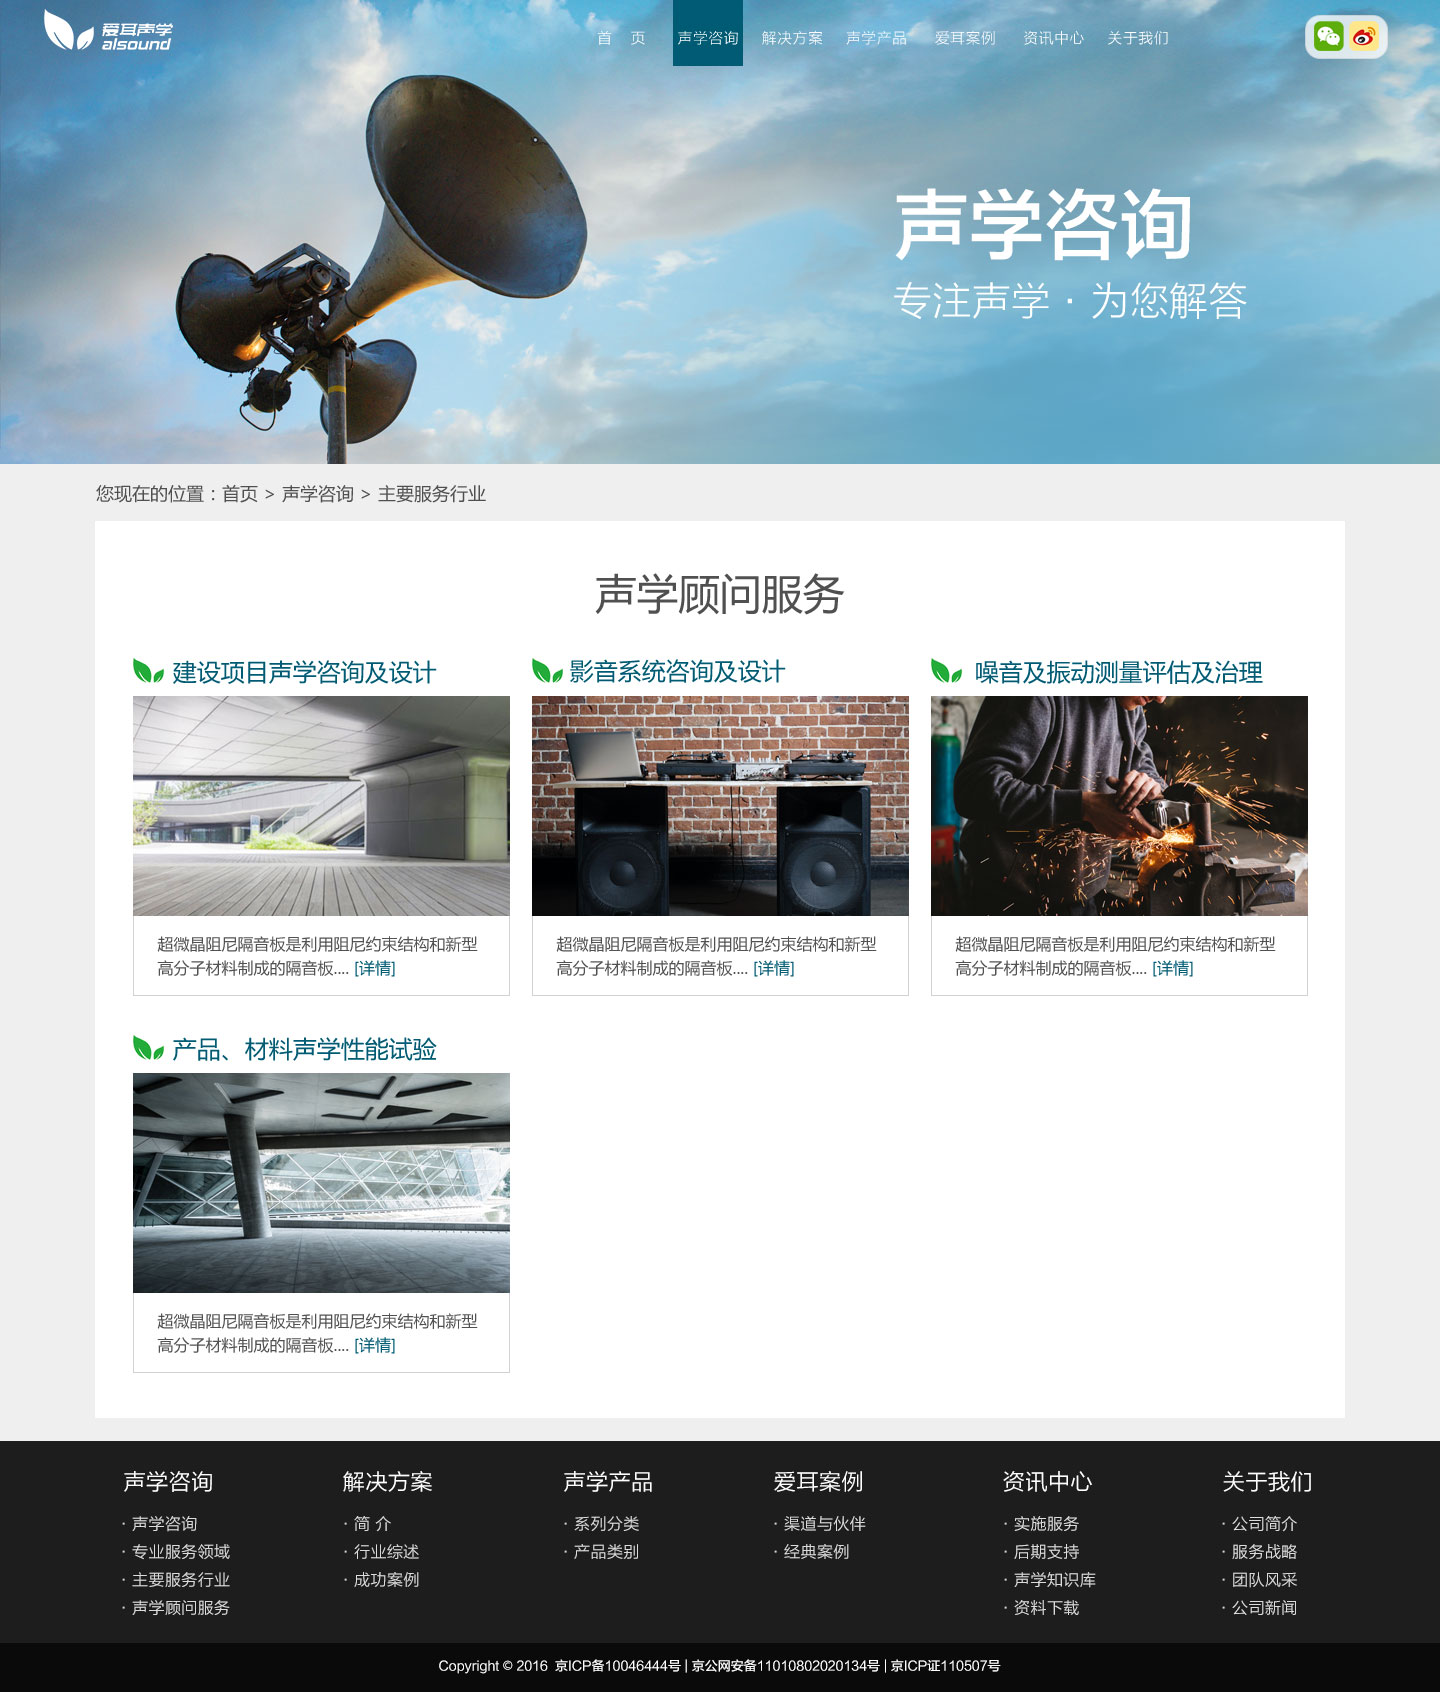 爱耳声学
alsound
首 页 声学咨询 解决方案 声学产品 爱耳案例 资讯中心 关于我们
声学咨询
专注声学 · 为您解答
您现在的位置：首页 > 声学咨询 > 主要服务行业
声学顾问服务
建设项目声学咨询及设计
超微晶阻尼隔音板是利用阻尼约束结构和新型
高分子材料制成的隔音板.... [详情]
影音系统咨询及设计
超微晶阻尼隔音板是利用阻尼约束结构和新型
高分子材料制成的隔音板.... [详情]
噪音及振动测量评估及治理
超微晶阻尼隔音板是利用阻尼约束结构和新型
高分子材料制成的隔音板.... [详情]
产品、材料声学性能试验
超微晶阻尼隔音板是利用阻尼约束结构和新型
高分子材料制成的隔音板.... [详情]
声学咨询
· 声学咨询
· 专业服务领域
· 主要服务行业
· 声学顾问服务
解决方案
· 简 介
· 行业综述
· 成功案例
声学产品
· 系列分类
· 产品类别
爱耳案例
· 渠道与伙伴
· 经典案例
资讯中心
· 实施服务
· 后期支持
· 声学知识库
· 资料下载
关于我们
· 公司简介
· 服务战略
· 团队风采
· 公司新闻
Copyright © 2016 京ICP备10046444号 | 京公网安备11010802020134号 | 京ICP证110507号